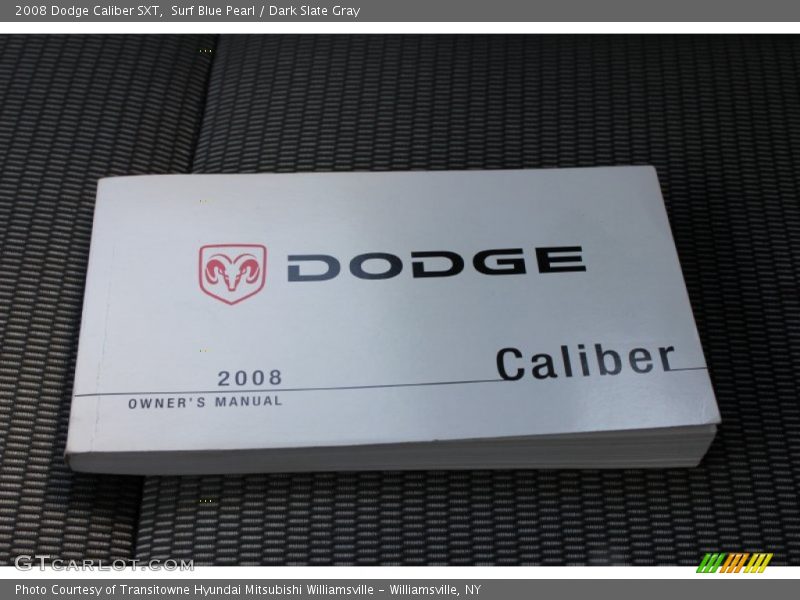 2008 Dodge Caliber SXT,  Surf Blue Pearl / Dark Slate Gray
DODGE
Caliber
2008
OWNER'S MANUAL
GTCARLOT.COM
Photo Courtesy of Transitowne Hyundai Mitsubishi Williamsville - Williamsville, NY